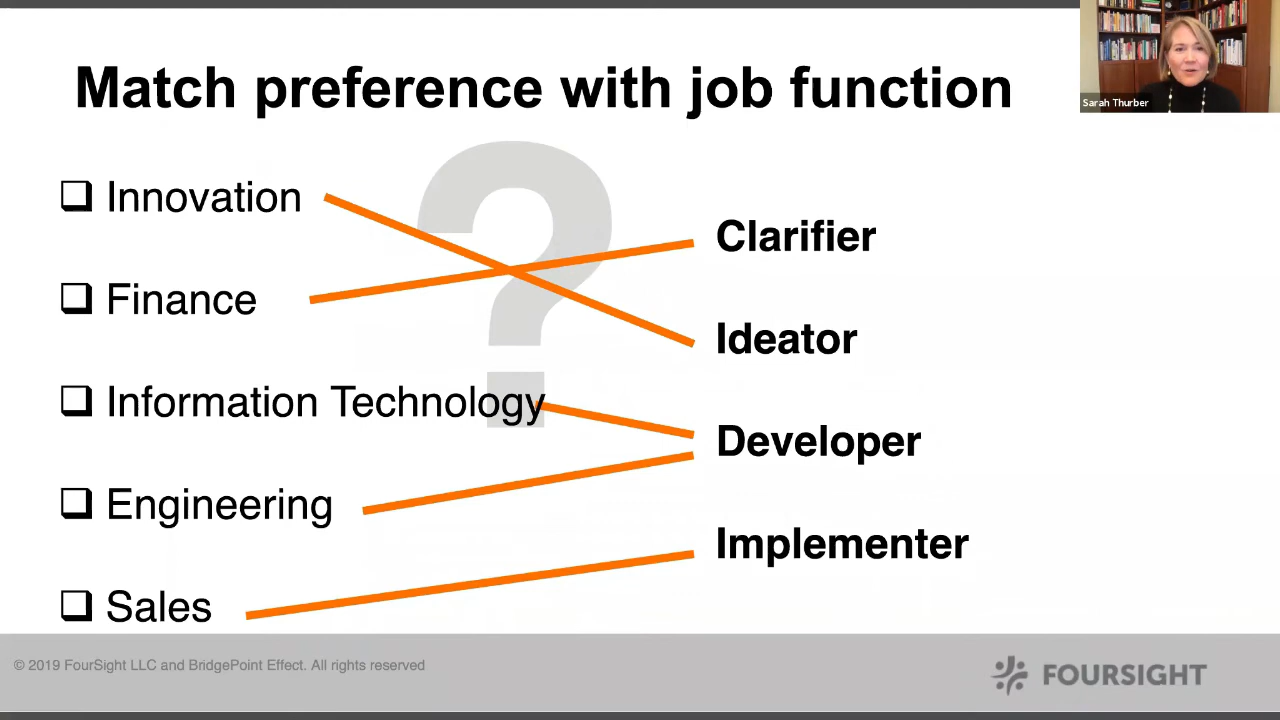 Match preference with job function
Sarah Thurber
Innovation
Finance
Information Technology
Engineering
Sales
Clarifier
Ideator
Developer
Implementer
?
© 2019 FourSight LLC and BridgePoint Effect. All rights reserved
FOURSIGHT